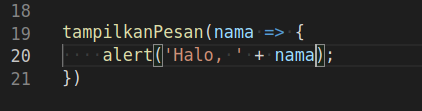 18
19 tampilkanPesan(nama => {
20     alert('Halo, ' + nama);
21 })